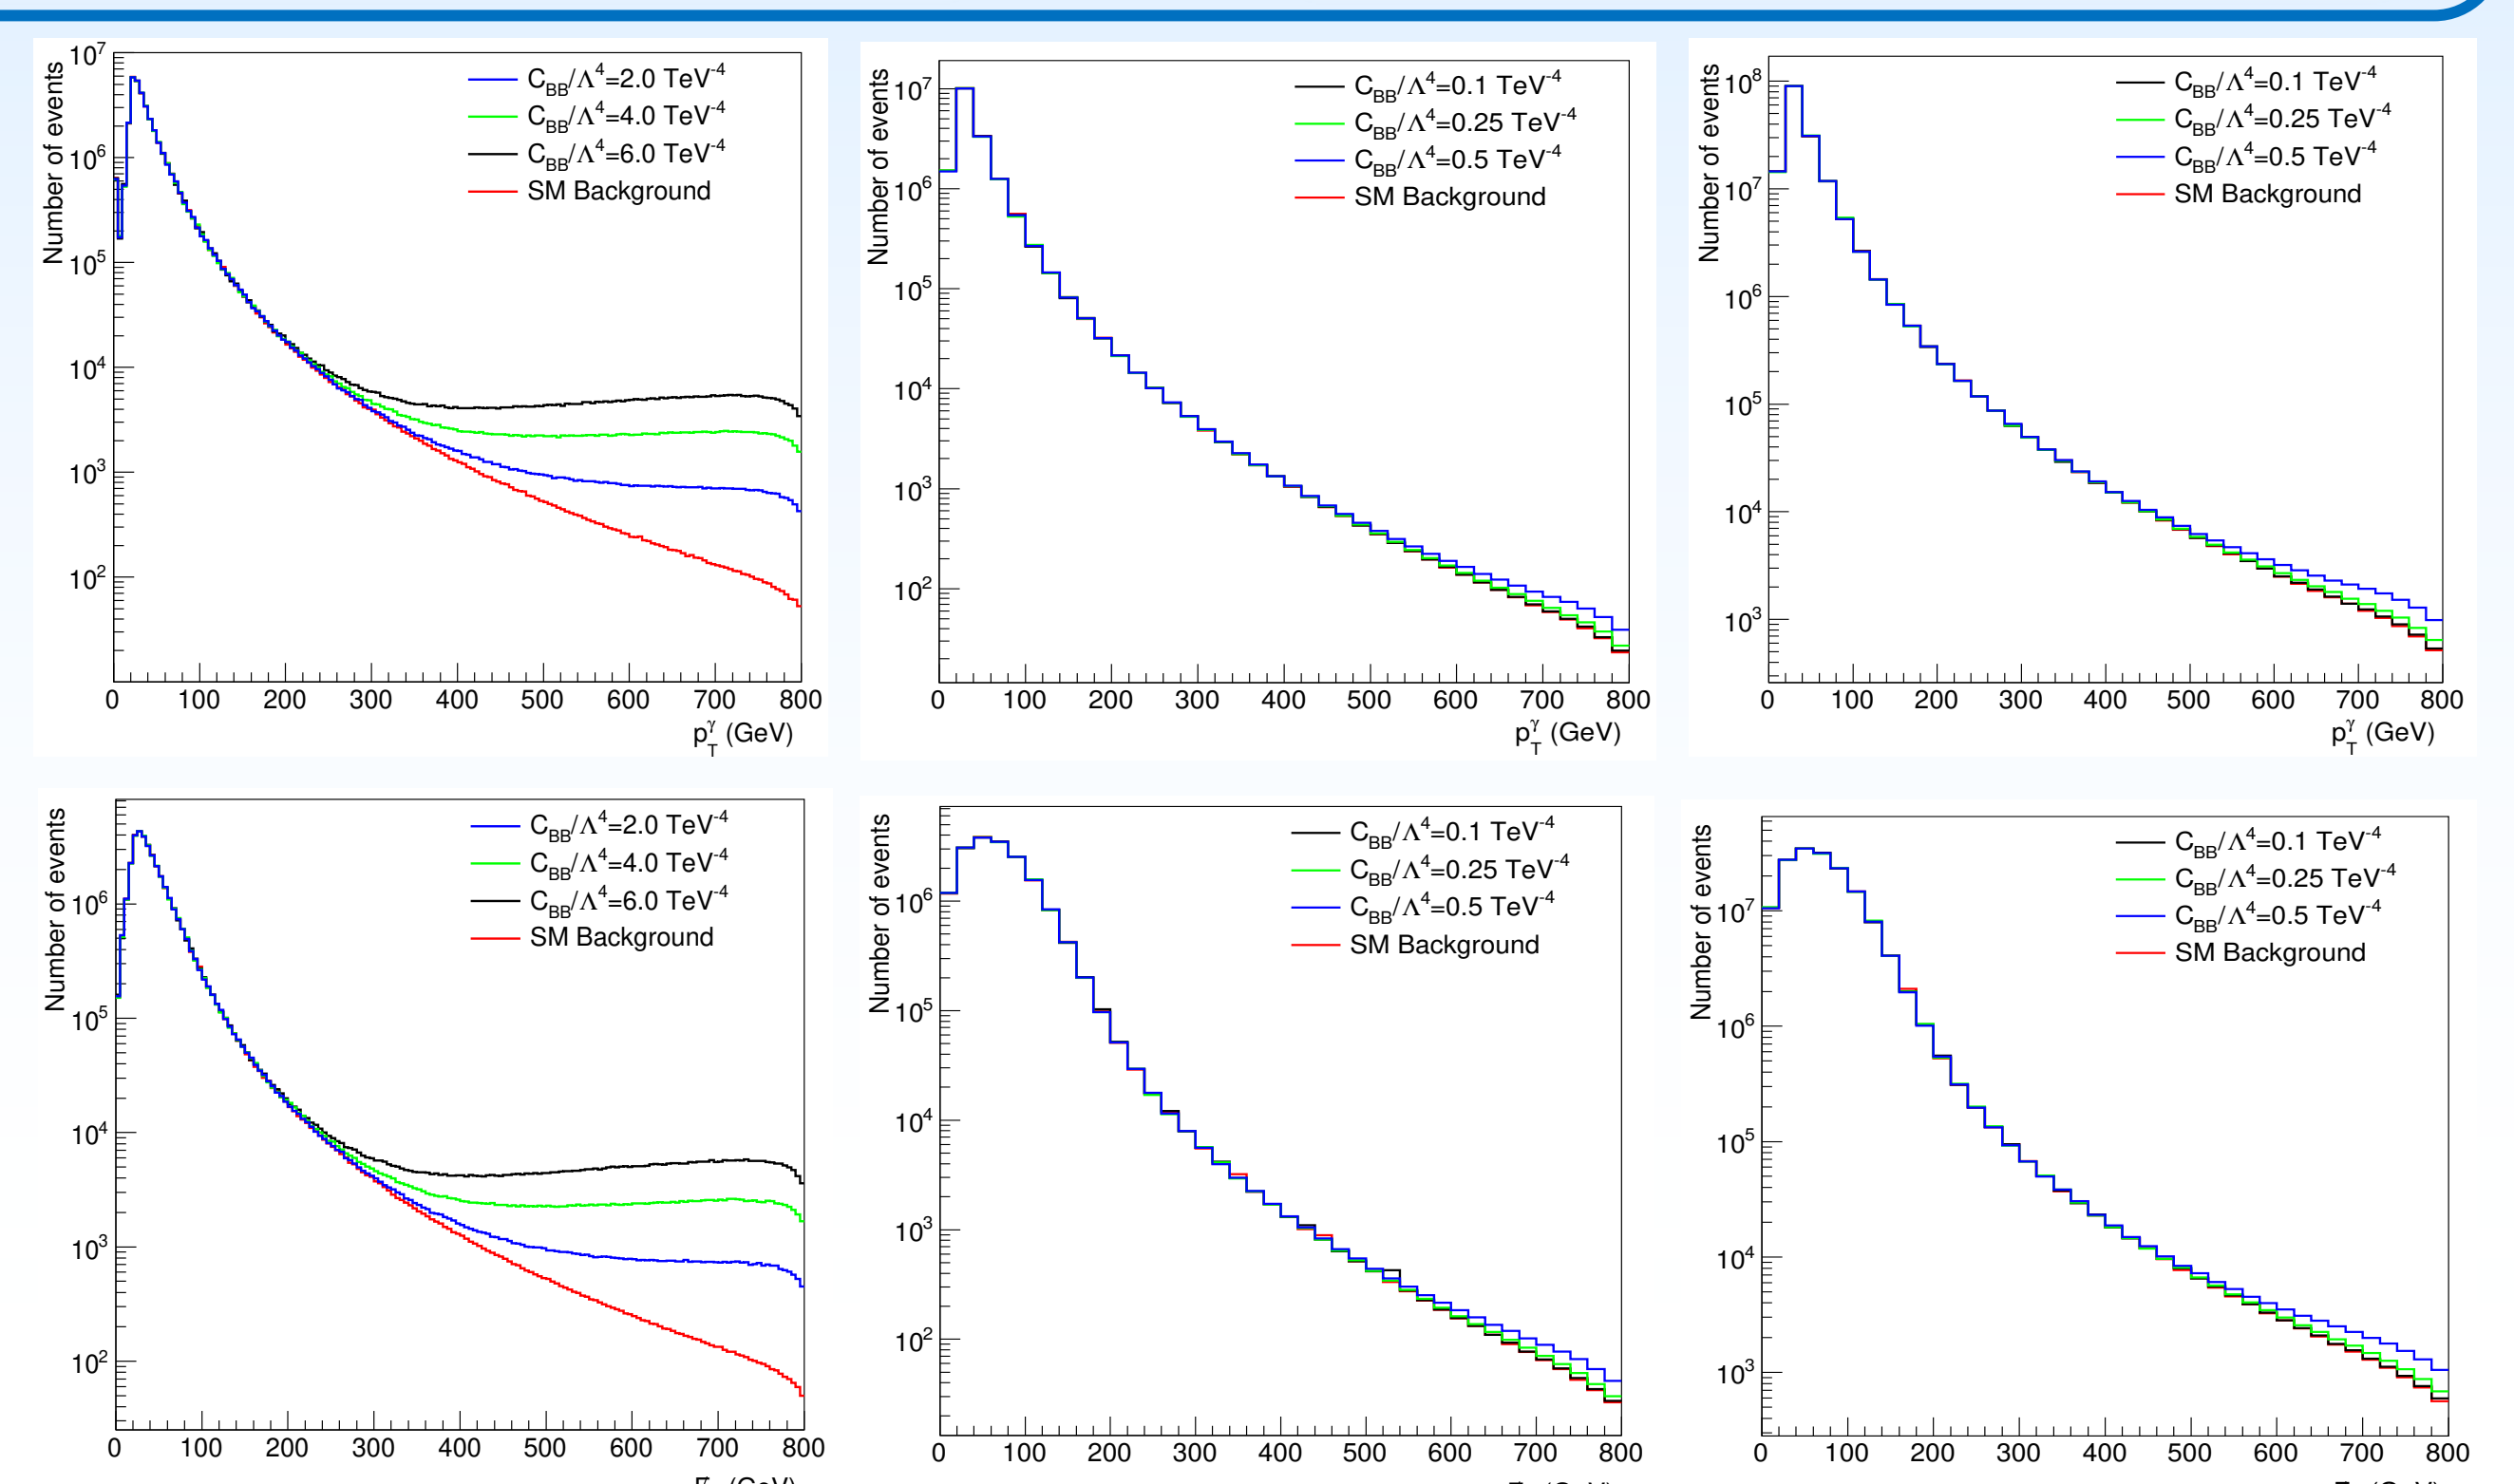 Number of events
10^7
10^6
10^5
10^4
10^3
10^2
C_BB/Λ^4=2.0 TeV^-4
C_BB/Λ^4=4.0 TeV^-4
C_BB/Λ^4=6.0 TeV^-4
SM Background
0 100 200 300 400 500 600 700 800
p_T^γ (GeV)
Number of events
10^7
10^6
10^5
10^4
10^3
10^2
C_BB/Λ^4=0.1 TeV^-4
C_BB/Λ^4=0.25 TeV^-4
C_BB/Λ^4=0.5 TeV^-4
SM Background
0 100 200 300 400 500 600 700 800
p_T^γ (GeV)
Number of events
10^8
10^7
10^6
10^5
10^4
10^3
C_BB/Λ^4=0.1 TeV^-4
C_BB/Λ^4=0.25 TeV^-4
C_BB/Λ^4=0.5 TeV^-4
SM Background
0 100 200 300 400 500 600 700 800
p_T^γ (GeV)
Number of events
10^6
10^5
10^4
10^3
10^2
C_BB/Λ^4=2.0 TeV^-4
C_BB/Λ^4=4.0 TeV^-4
C_BB/Λ^4=6.0 TeV^-4
SM Background
0 100 200 300 400 500 600 700 800
Number of events
10^6
10^5
10^4
10^3
10^2
C_BB/Λ^4=0.1 TeV^-4
C_BB/Λ^4=0.25 TeV^-4
C_BB/Λ^4=0.5 TeV^-4
SM Background
0 100 200 300 400 500 600 700 800
Number of events
10^7
10^6
10^5
10^4
10^3
C_BB/Λ^4=0.1 TeV^-4
C_BB/Λ^4=0.25 TeV^-4
C_BB/Λ^4=0.5 TeV^-4
SM Background
0 100 200 300 400 500 600 700 800